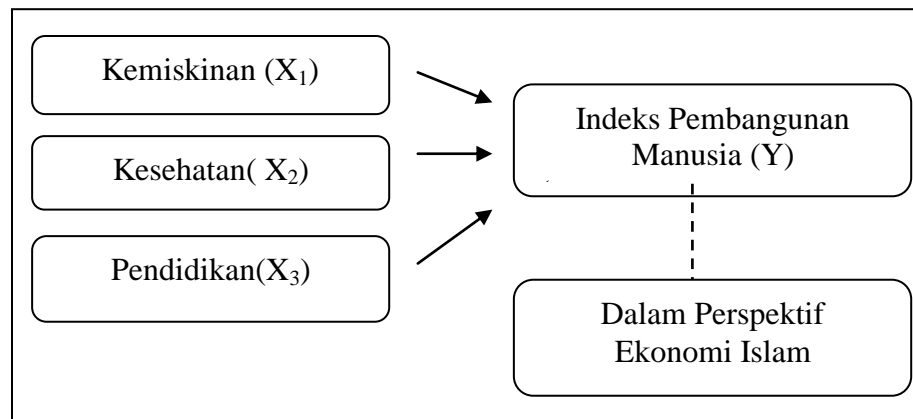 Kemiskinan (X₁)
Kesehatan( X₂)
Pendidikan(X₃)
Indeks Pembangunan
Manusia (Y)
Dalam Perspektif
Ekonomi Islam